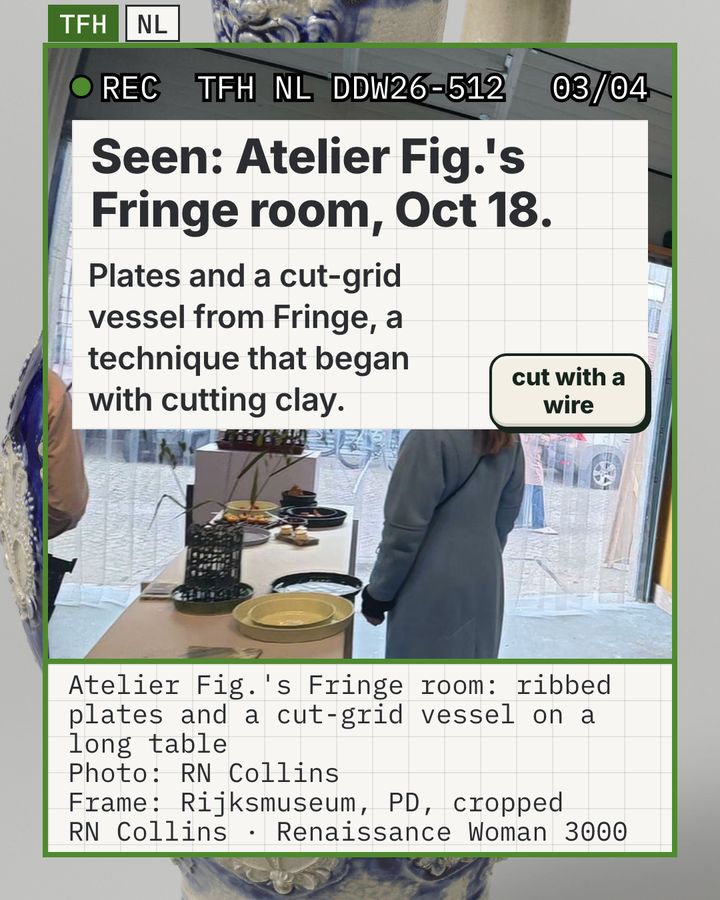 TFH NL
REC TFH NL DDW26-512 03/04
Seen: Atelier Fig.'s
Fringe room, Oct 18.
Plates and a cut-grid
vessel from Fringe, a
technique that began
with cutting clay.
cut with a
wire
Atelier Fig.'s Fringe room: ribbed
plates and a cut-grid vessel on a
long table
Photo: RN Collins
Frame: Rijksmuseum, PD, cropped
RN Collins · Renaissance Woman 3000